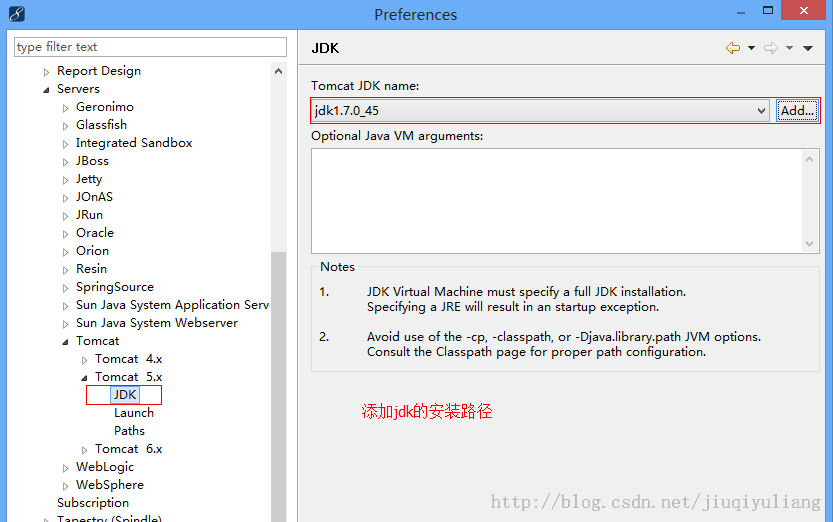 Preferences
type filter text
Report Design
Servers
Geronimo
Glassfish
Integrated Sandbox
JBoss
Jetty
JOnAS
JRun
Oracle
Orion
Resin
SpringSource
Sun Java System Application Serv
Sun Java System Webserver
Tomcat
Tomcat 4.x
Tomcat 5.x
JDK
Launch
Paths
Tomcat 6.x
WebLogic
WebSphere
Subscription
Tapestry (Spindle)
JDK
Tomcat JDK name:
jdk1.7.0_45
Add...
Optional Java VM arguments:
Notes
1. JDK Virtual Machine must specify a full JDK installation.
Specifying a JRE will result in an startup exception.
2. Avoid use of the -cp, -classpath, or -Djava.library.path JVM options.
Consult the Classpath page for proper path configuration.
添加jdk的安装路径
http://blog.csdn.net/jiuqiyuliang